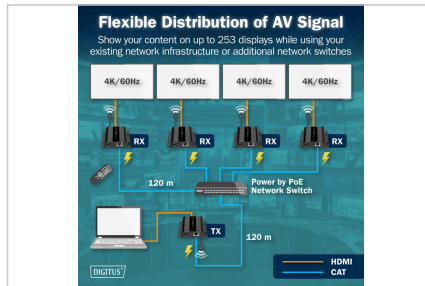 Flexible Distribution of AV Signal
Show your content on up to 253 displays while using your
existing network infrastructure or additional network switches
4K/60Hz
4K/60Hz
4K/60Hz
4K/60Hz
RX
RX
RX
RX
120 m
Power by PoE
Network Switch
TX
120 m
DIGITUS
HDMI
CAT